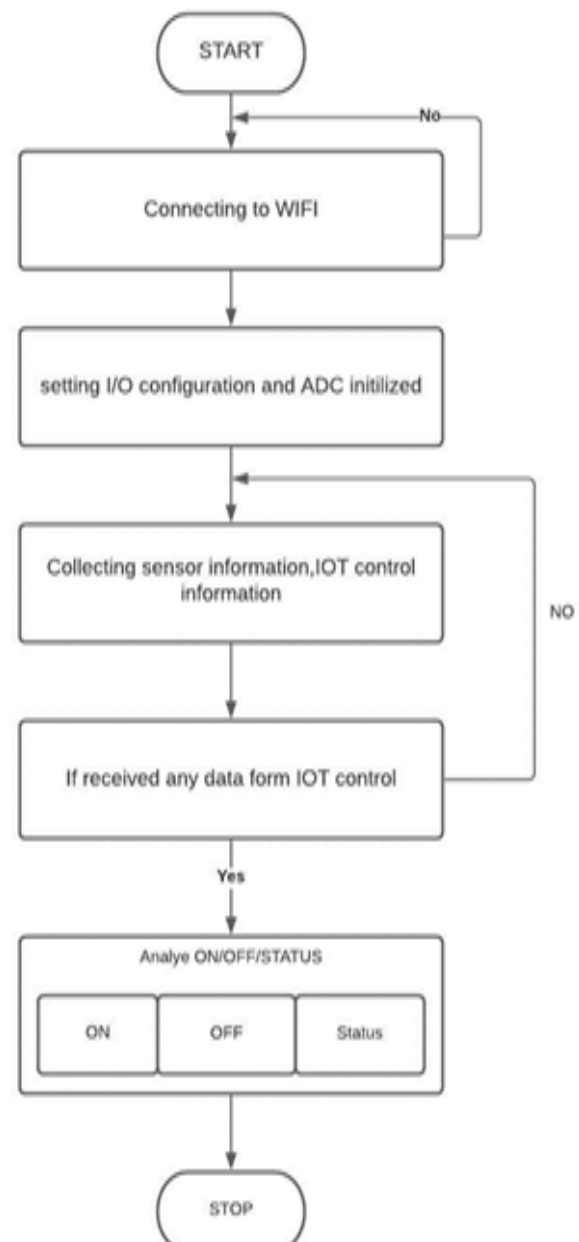 START
No
Connecting to WIFI
setting I/O configuration and ADC initilized
Collecting sensor information,IOT control
information
NO
If received any data form IOT control
Yes
Analye ON/OFF/STATUS
ON
OFF
Status
STOP